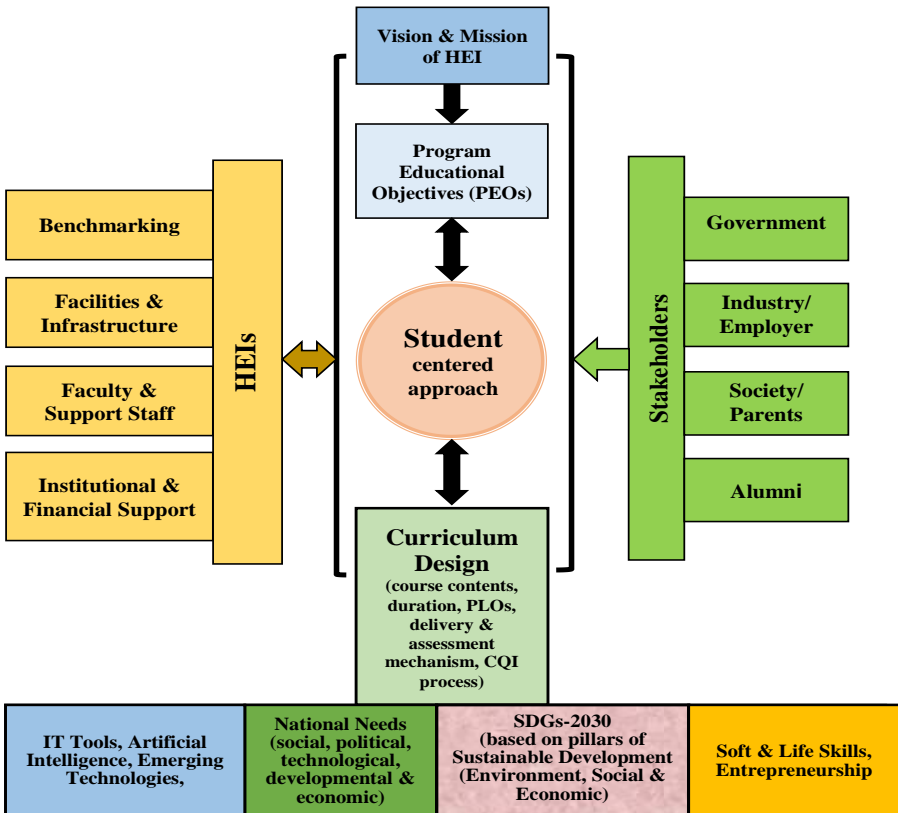 Vision & Mission
of HEI
Program
Educational
Objectives (PEOs)
Benchmarking
Facilities &
Infrastructure
Faculty &
Support Staff
Institutional &
Financial Support
HEIs
Student
centered
approach
Stakeholders
Government
Industry/
Employer
Society/
Parents
Alumni
Curriculum
Design
(course contents,
duration, PLOs,
delivery &
assessment
mechanism, CQI
process)
IT Tools, Artificial
Intelligence, Emerging
Technologies,
National Needs
(social, political,
technological,
developmental &
economic)
SDGs-2030
(based on pillars of
Sustainable Development
(Environment, Social &
Economic)
Soft & Life Skills,
Entrepreneurship